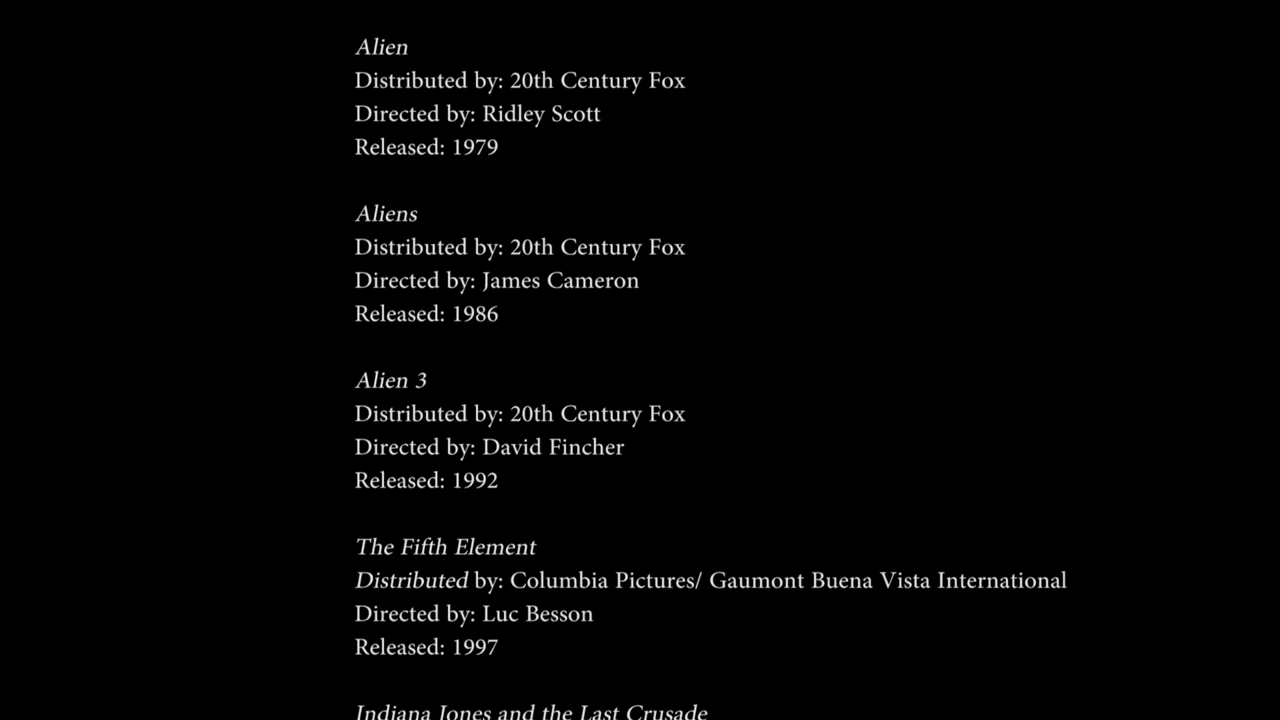 Alien
Distributed by: 20th Century Fox
Directed by: Ridley Scott
Released: 1979
Aliens
Distributed by: 20th Century Fox
Directed by: James Cameron
Released: 1986
Alien 3
Distributed by: 20th Century Fox
Directed by: David Fincher
Released: 1992
The Fifth Element
Distributed by: Columbia Pictures/ Gaumont Buena Vista International
Directed by: Luc Besson
Released: 1997
Indiana Jones and the Last Crusade